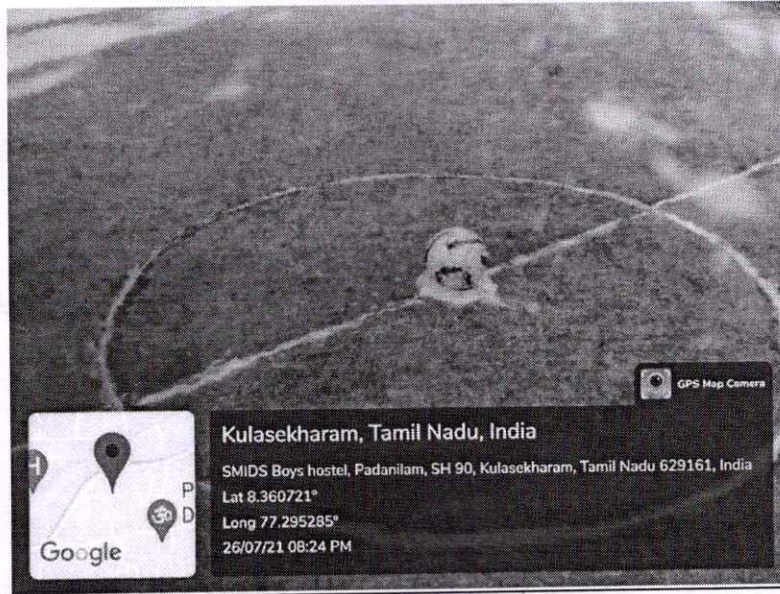 GPS Map Camera
Kulasekharam, Tamil Nadu, India
SMIDS Boys hostel, Padanilam, SH 90, Kulasekharam, Tamil Nadu 629161, India
Lat 8.360721°
Long 77.295285°
26/07/21 08:24 PM
H
P
ॐ D
Google